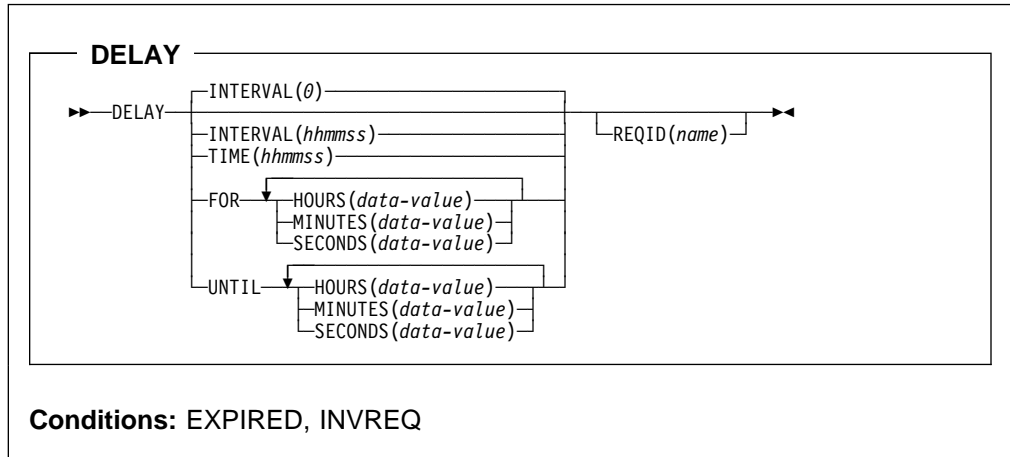 DELAY
INTERVAL(0)
DELAY
INTERVAL(hhmmss) REQID(name)
TIME(hhmmss)
FOR HOURS(data-value)
MINUTES(data-value)
SECONDS(data-value)
UNTIL HOURS(data-value)
MINUTES(data-value)
SECONDS(data-value)
Conditions: EXPIRED, INVREQ